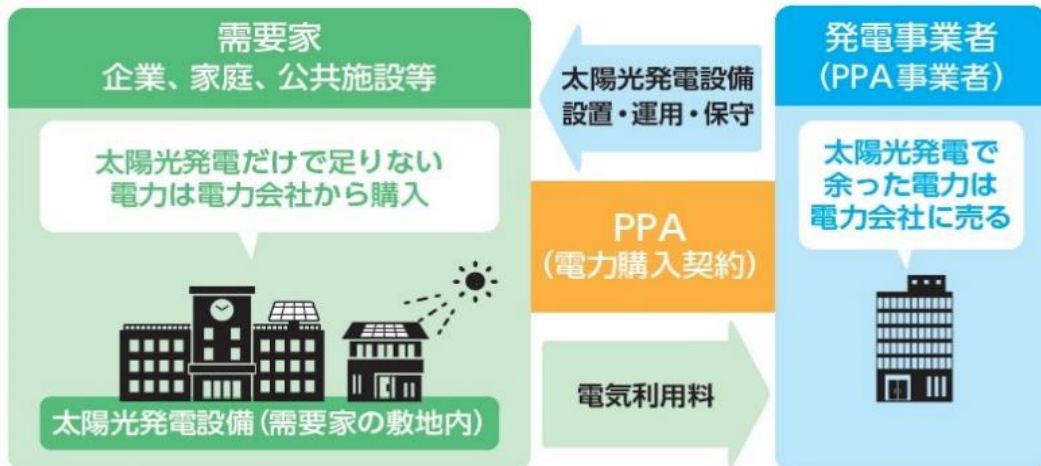 需要家
企業、家庭、公共施設等
太陽光発電だけで足りない
電力は電力会社から購入
太陽光発電設備(需要家の敷地内)
太陽光発電設備
設置・運用・保守
PPA
(電力購入契約)
電気利用料
発電事業者
(PPA事業者)
太陽光発電で
余った電力は
電力会社に売る